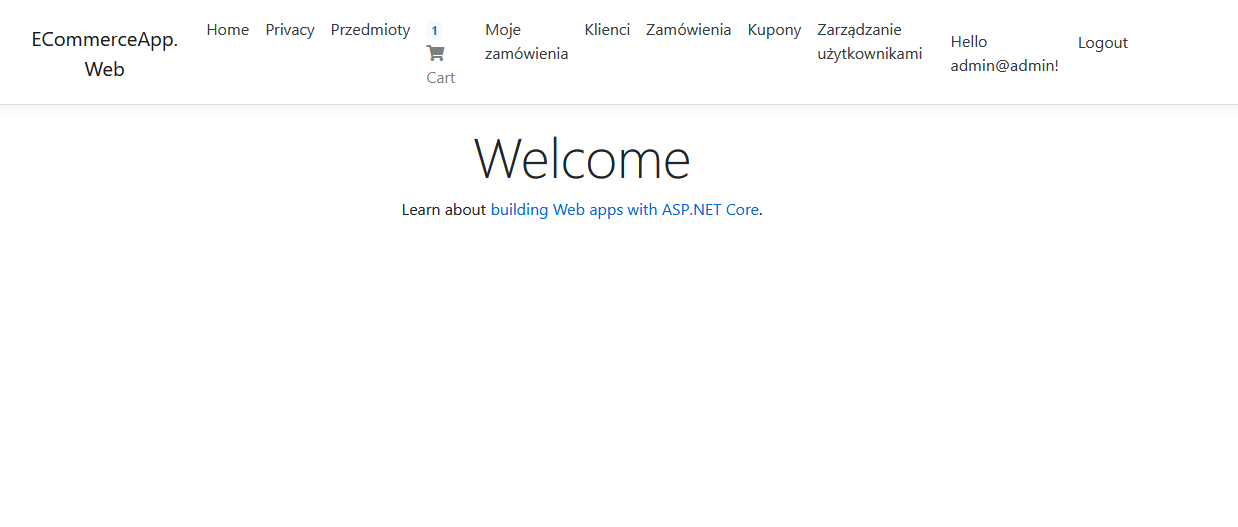 ECommerceApp.
Web
Home
Privacy
Przedmioty
1
Cart
Moje
zamówienia
Klienci
Zamówienia
Kupony
Zarządzanie
użytkownikami
Hello
admin@admin!
Logout
Welcome
Learn about building Web apps with ASP.NET Core.